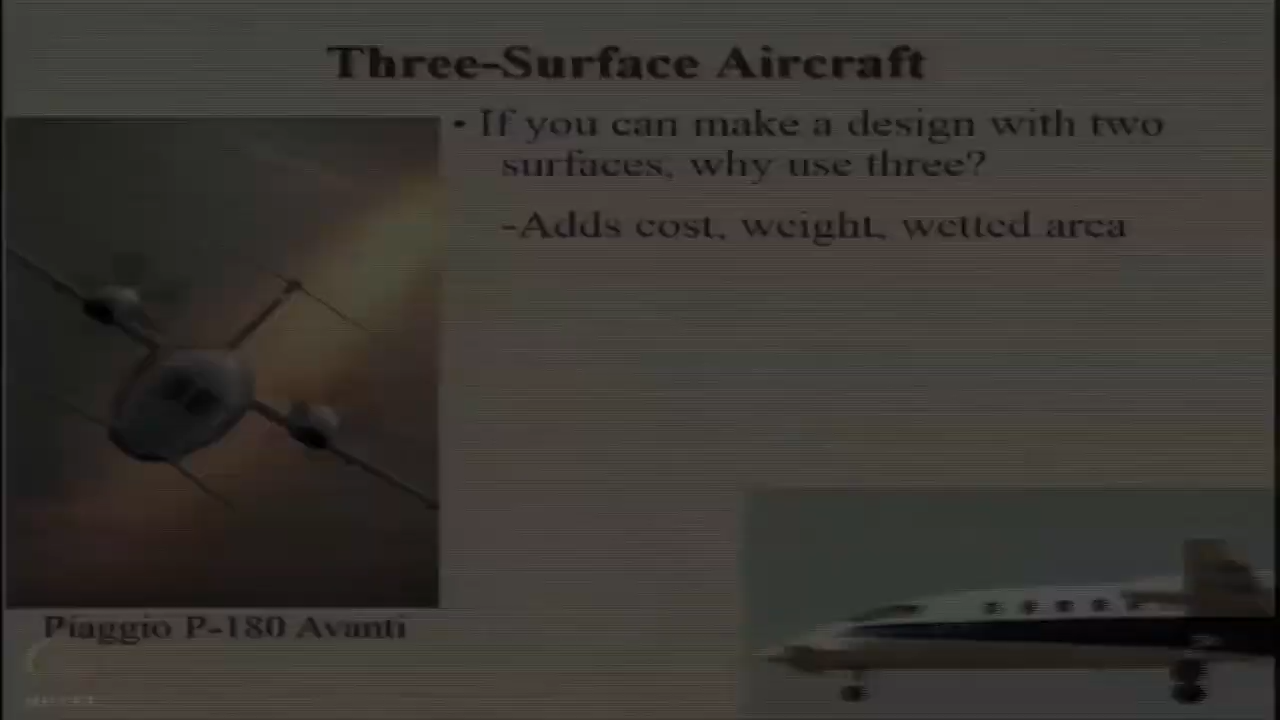 Three-Surface Aircraft
• If you can make a design with two
surfaces, why use three?
-Adds cost, weight, wetted area
Piaggio P-180 Avanti